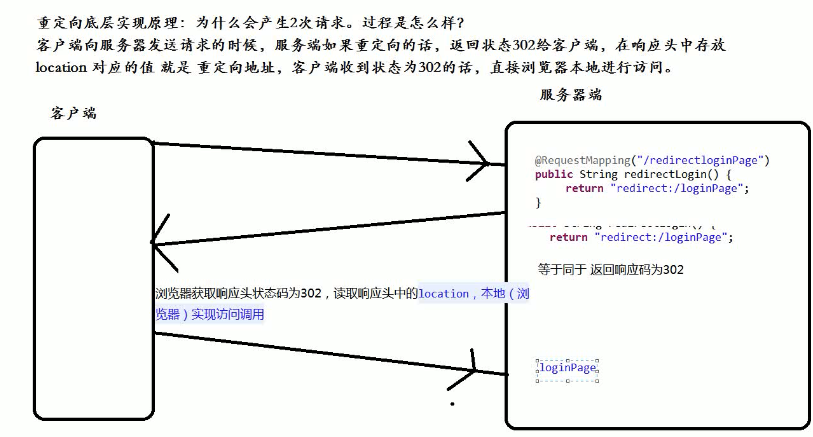 重定向底层实现原理：为什么会产生2次请求。过程是怎么样？
客户端向服务器发送请求的时候，服务端如果重定向的话，返回状态302给客户端，在响应头中存放
location 对应的值 就是 重定向地址，客户端收到状态为302的话，直接浏览器本地进行访问。
客户端
服务器端
@RequestMapping("/redirectloginPage")
public String redirectLogin() {
return "redirect:/loginPage";
}
return "redirect:/loginPage";
等于同于 返回响应码为302
浏览器获取响应头状态码为302，读取响应头中的location，本地（浏
览器）实现访问调用
loginPage